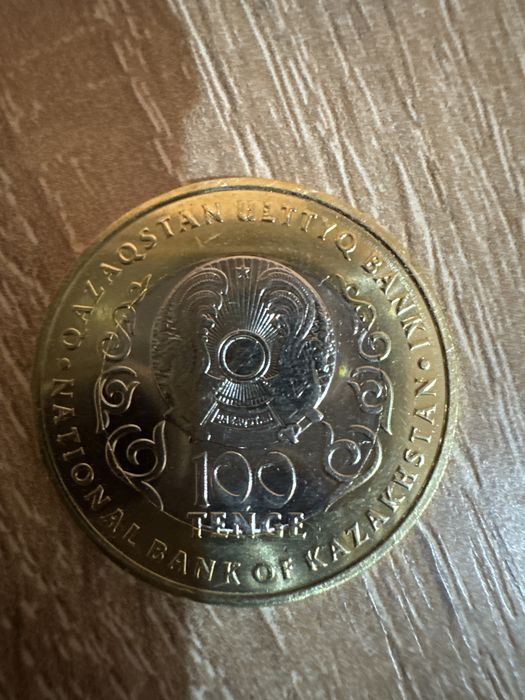 QAZAQSTAN ULTTYQ BANKI
100
TENGE
NATIONAL BANK OF KAZAKHSTAN